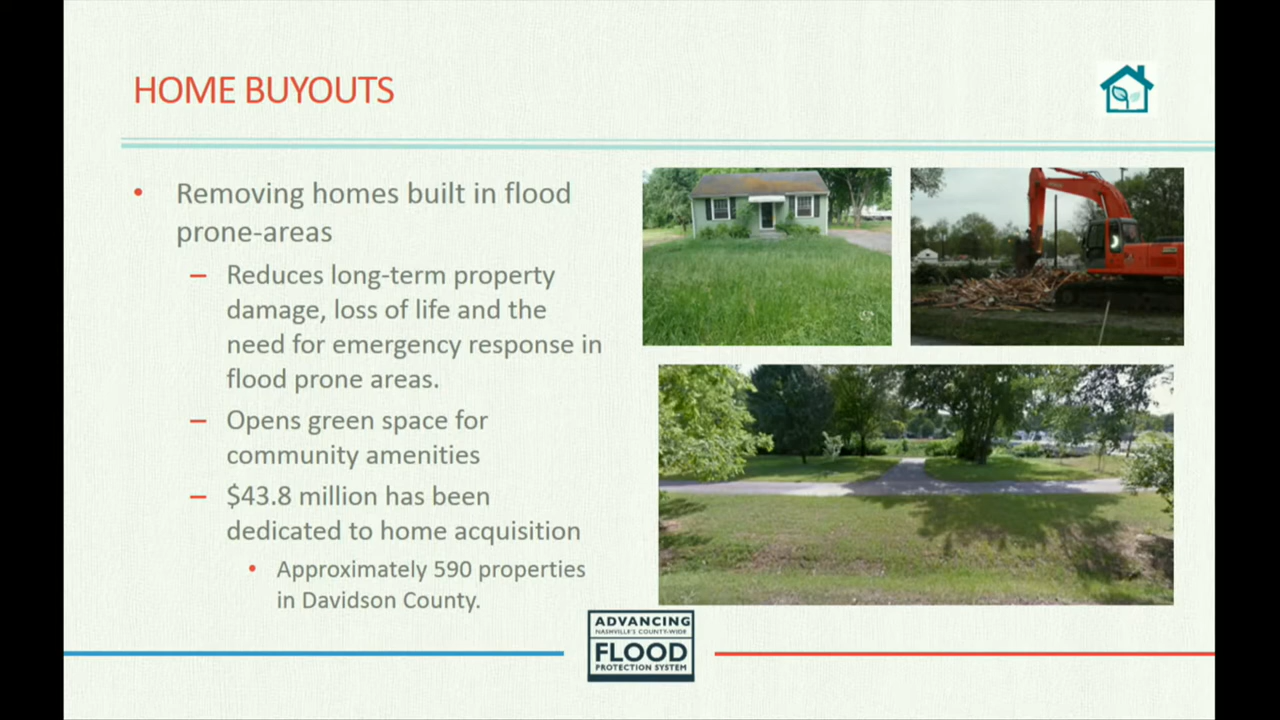 HOME BUYOUTS
• Removing homes built in flood
prone-areas
– Reduces long-term property
damage, loss of life and the
need for emergency response in
flood prone areas.
– Opens green space for
community amenities
– $43.8 million has been
dedicated to home acquisition
• Approximately 590 properties
in Davidson County.
ADVANCING
NASHVILLE'S COUNTY-WIDE
FLOOD
PROTECTION SYSTEM